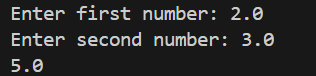 Enter first number: 2.0
Enter second number: 3.0
5.0